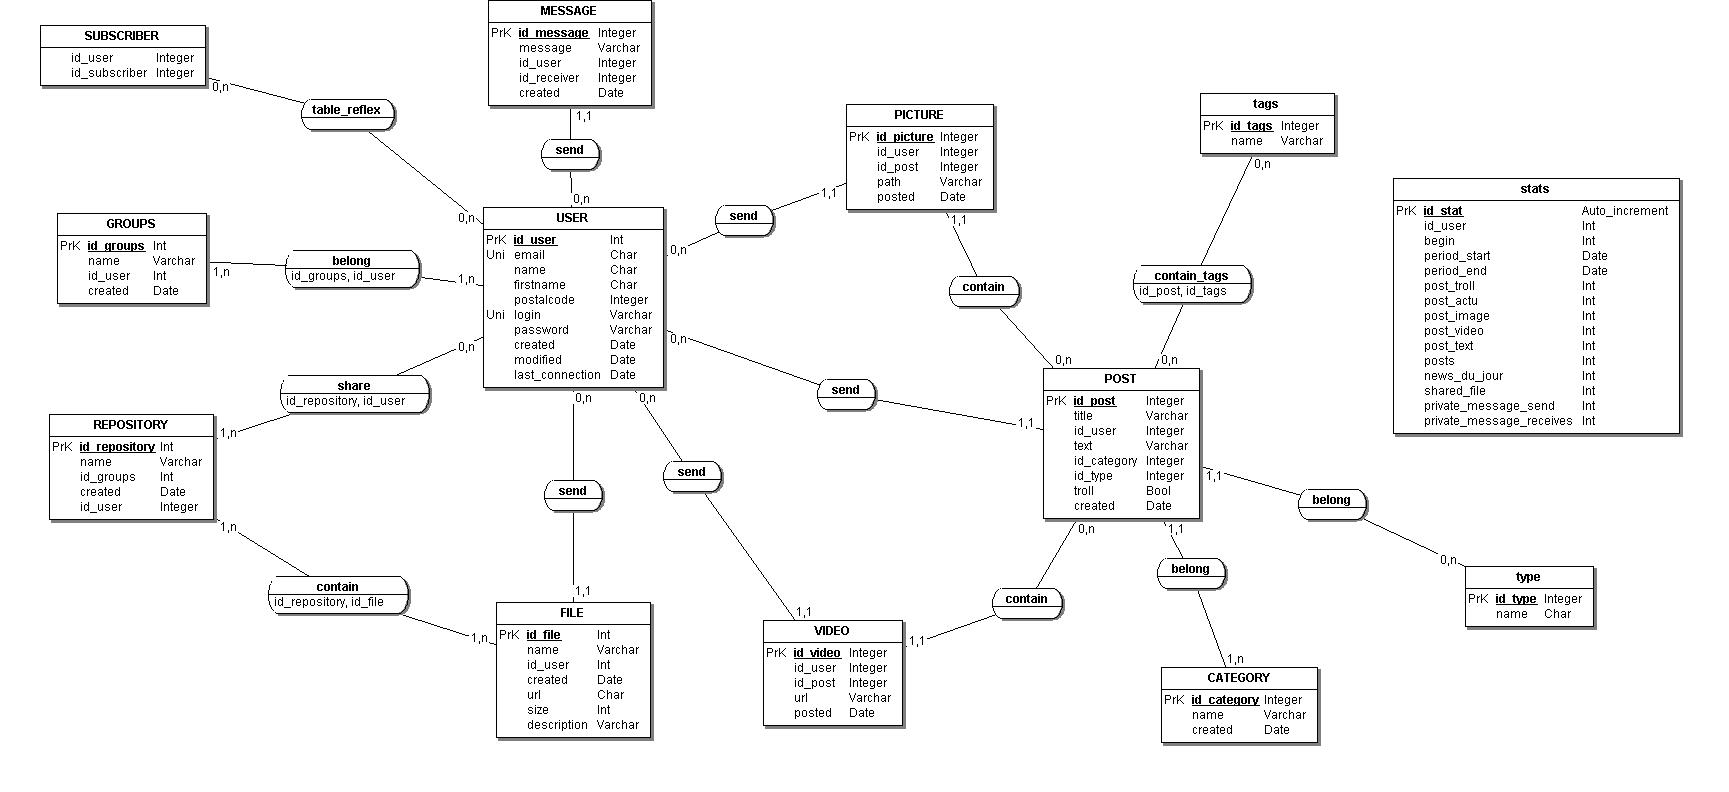 SUBSCRIBER
id_user Integer
id_subscriber Integer
0,n
table_reflex
0,n
MESSAGE
PrK id_message Integer
message Varchar
id_user Integer
id_receiver Integer
created Date
1,1
send
0,n
GROUPS
PrK id_groups Int
name Varchar
id_user Int
created Date
1,n
belong
id_groups, id_user
1,n
USER
PrK id_user Int
Uni email Char
name Char
firstname Char
postalcode Integer
Uni login Varchar
password Varchar
created Date
modified Date
last_connection Date
0,n
send
1,1
PICTURE
PrK id_picture Integer
id_user Integer
id_post Integer
path Varchar
posted Date
1,1
contain
0,n
tags
PrK id_tags Integer
name Varchar
0,n
contain_tags
id_post, id_tags
0,n
stats
PrK id_stat Auto_increment
id_user Int
begin Int
period_start Date
period_end Date
post_troll Int
post_actu Int
post_image Int
post_video Int
post_text Int
posts Int
news_du_jour Int
shared_file Int
private_message_send Int
private_message_receives Int
0,n
share
id_repository, id_user
1,n
REPOSITORY
PrK id_repository Int
name Varchar
id_groups Int
created Date
id_user Integer
1,n
contain
id_repository, id_file
1,n
0,n
send
1,1
FILE
PrK id_file Int
name Varchar
id_user Int
created Date
url Char
size Int
description Varchar
0,n
send
1,1
VIDEO
PrK id_video Integer
id_user Integer
id_post Integer
url Varchar
posted Date
1,1
contain
0,n
0,n
send
1,1
POST
PrK id_post Integer
title Varchar
id_user Integer
text Varchar
id_category Integer
id_type Integer
troll Bool
created Date
1,1
belong
1,n
CATEGORY
PrK id_category Integer
name Varchar
created Date
1,1
belong
0,n
type
PrK id_type Integer
name Char